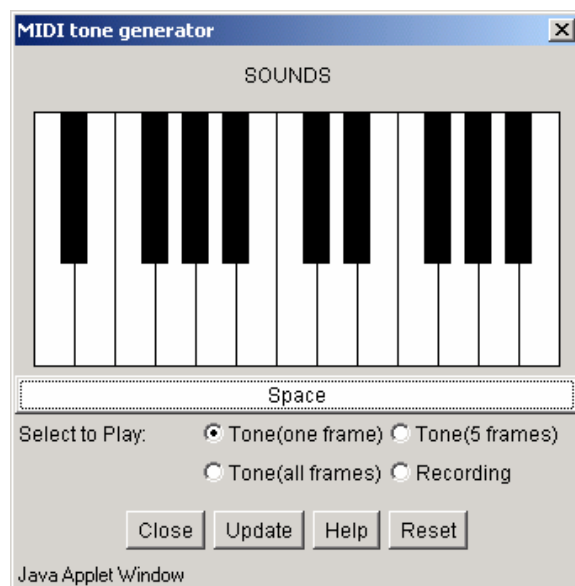 MIDI tone generator
SOUNDS
Space
Select to Play: Tone(one frame) Tone(5 frames)
Tone(all frames) Recording
Close Update Help Reset
Java Applet Window